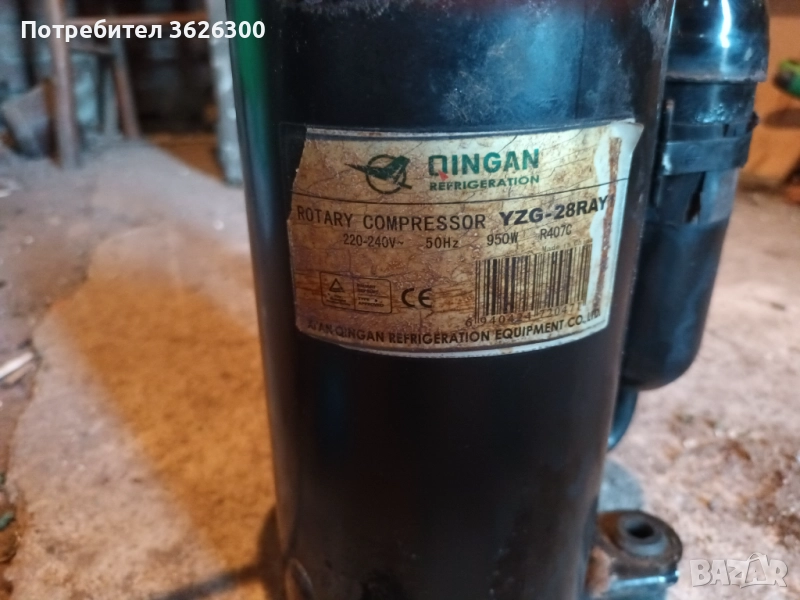 Потребител 3626300
QINGAN
REFRIGERATION
ROTARY COMPRESSOR YZG-28RAY
220-240V~ 50Hz 950W R407C
CE
QINGAN REFRIGERATION EQUIPMENT CO.,LTD
BAZAR